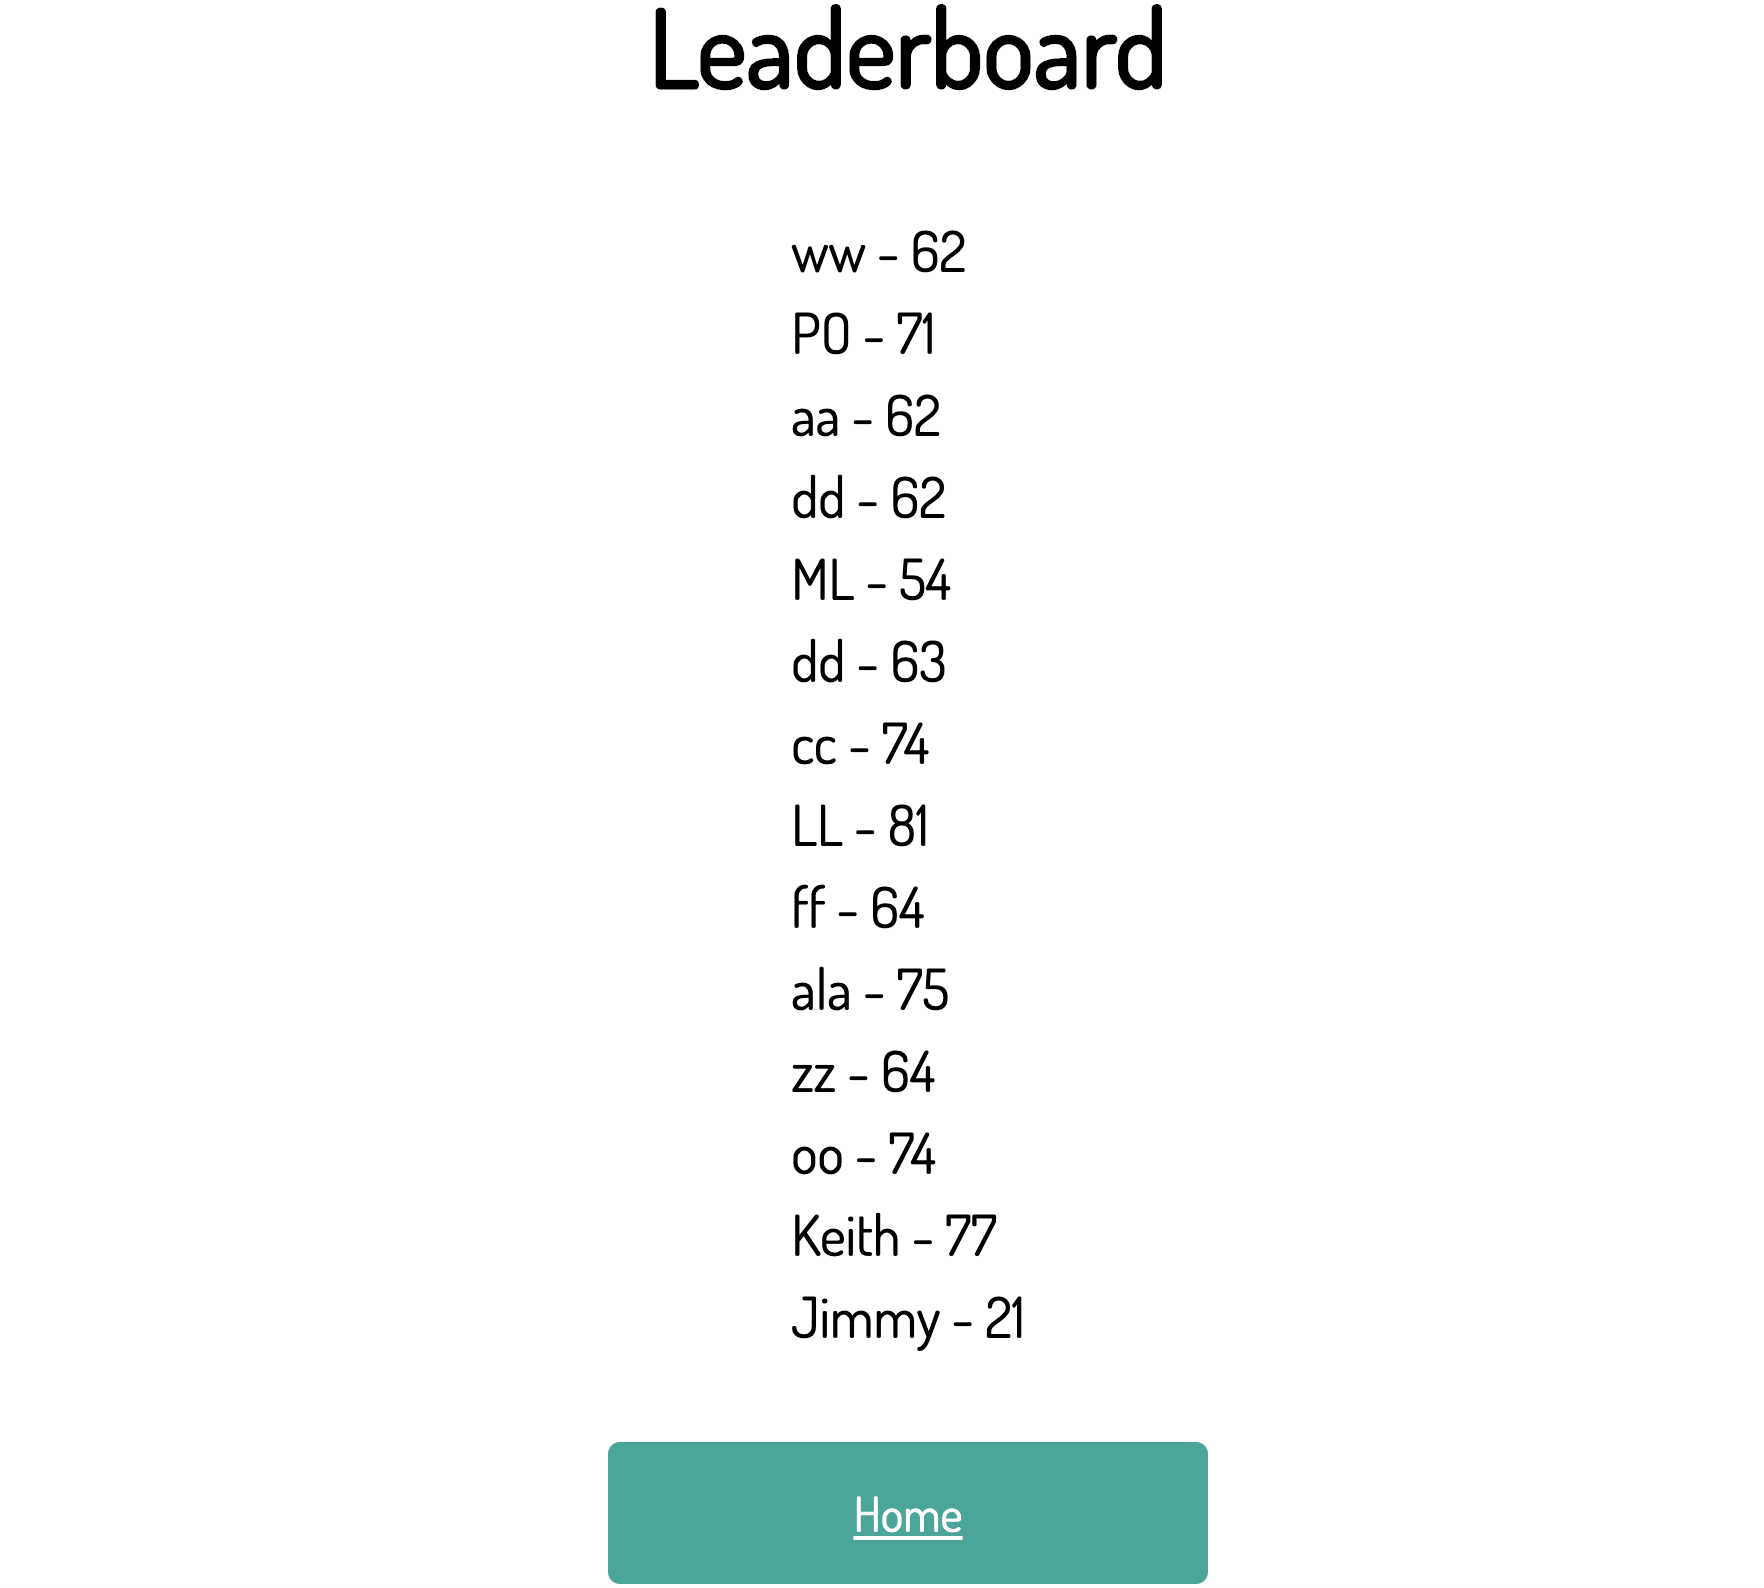 Leaderboard
ww - 62
PO - 71
aa - 62
dd - 62
ML - 54
dd - 63
cc - 74
LL - 81
ff - 64
ala - 75
zz - 64
oo - 74
Keith - 77
Jimmy - 21
Home